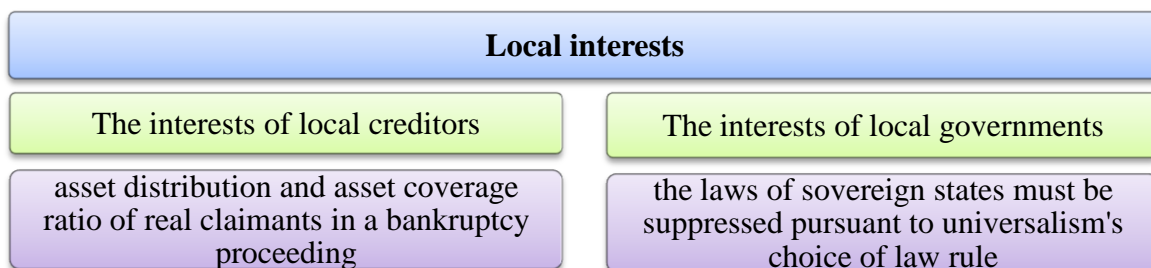 Local interests
The interests of local creditors
The interests of local governments
asset distribution and asset coverage
ratio of real claimants in a bankruptcy
proceeding
the laws of sovereign states must be
suppressed pursuant to universalism's
choice of law rule